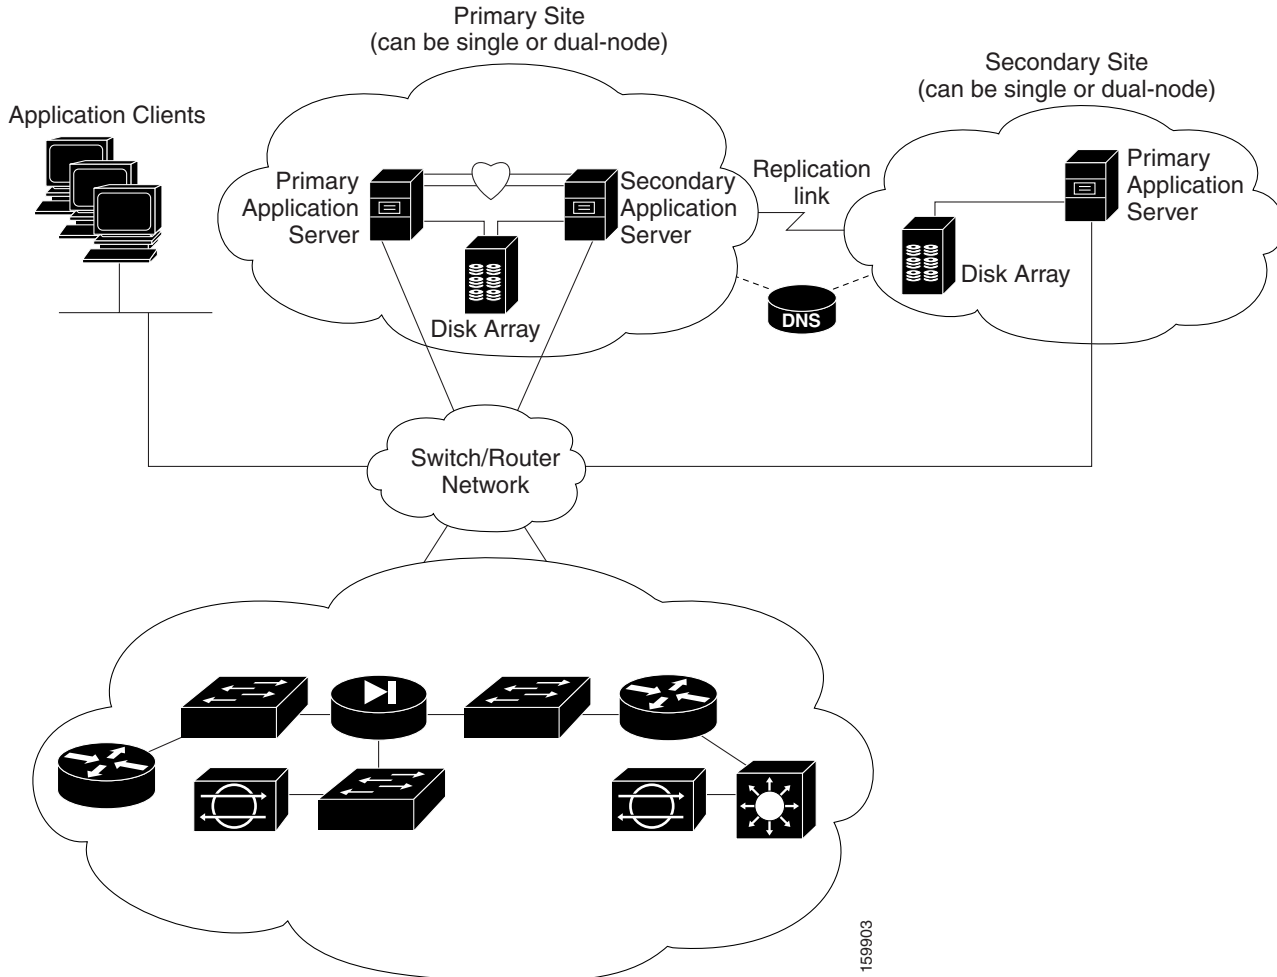 Primary Site
(can be single or dual-node)
Secondary Site
(can be single or dual-node)
Application Clients
Primary
Application
Server
Secondary
Application
Server
Disk Array
Replication
link
DNS
Primary
Application
Server
Disk Array
Switch/Router
Network
159903